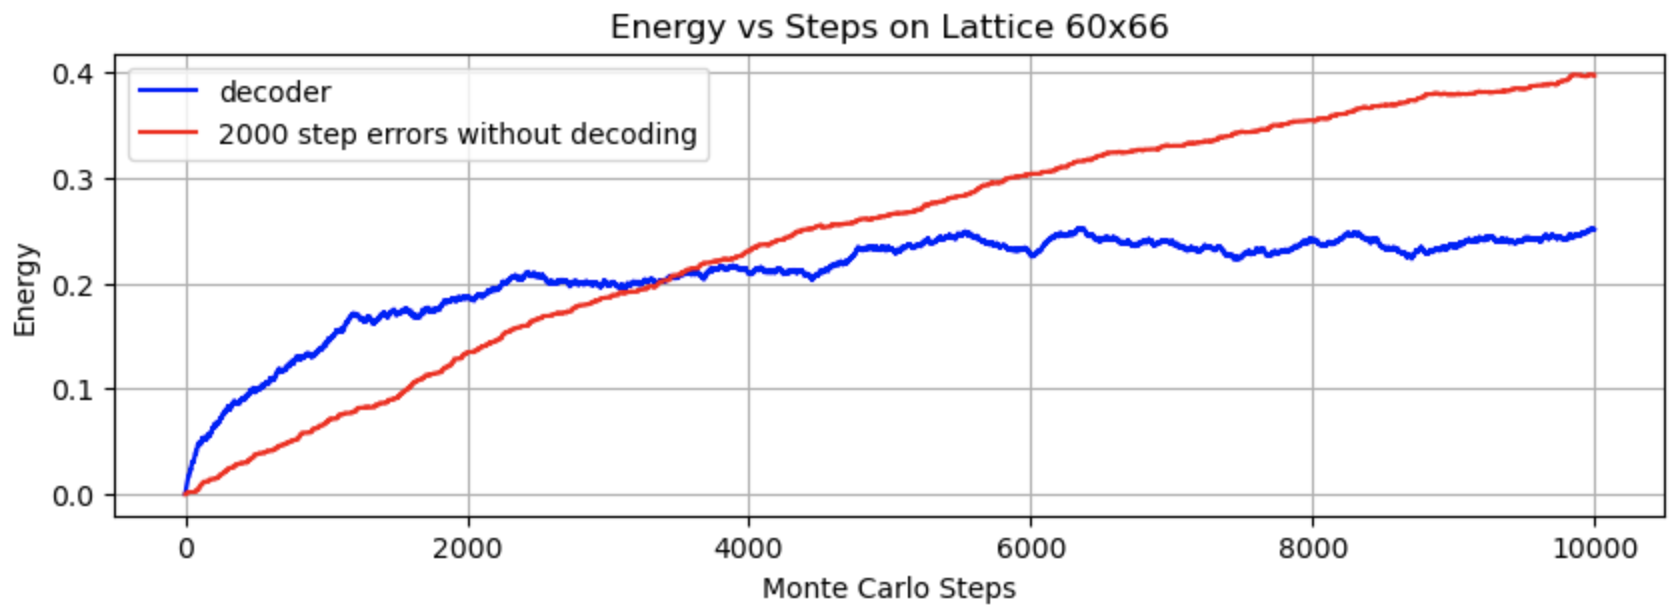 Energy vs Steps on Lattice 60x66
decoder
2000 step errors without decoding
0.4
0.3
0.2
0.1
0.0
Energy
0 2000 4000 6000 8000 10000
Monte Carlo Steps